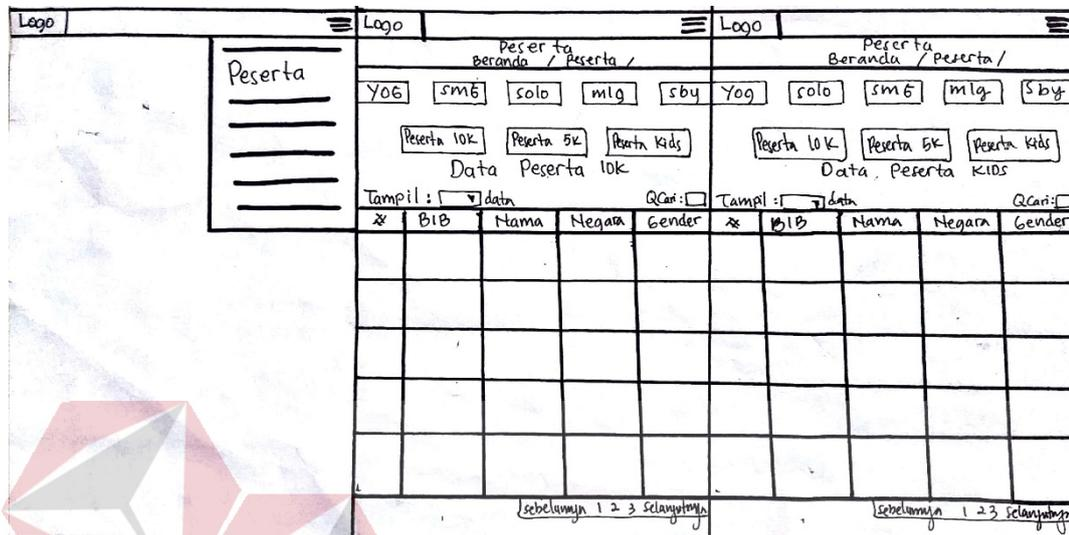 Logo
Peserta
Logo
Peserta
Beranda / Peserta /
YOG smG solo mlg sby
Peserta 10K Peserta 5K Peserta Kids
Data Peserta 10K
Tampil : data Cari:
# BIB Nama Negara Gender
sebelumnya 1 2 3 selanjutnya
Logo
Peserta
Beranda / Peserta /
Yog solo smG mlg sby
Peserta 10K Peserta 5K Peserta Kids
Data Peserta KIDS
Tampil : data Cari:
# BIB Nama Negara Gender
sebelumnya 1 2 3 selanjutnya